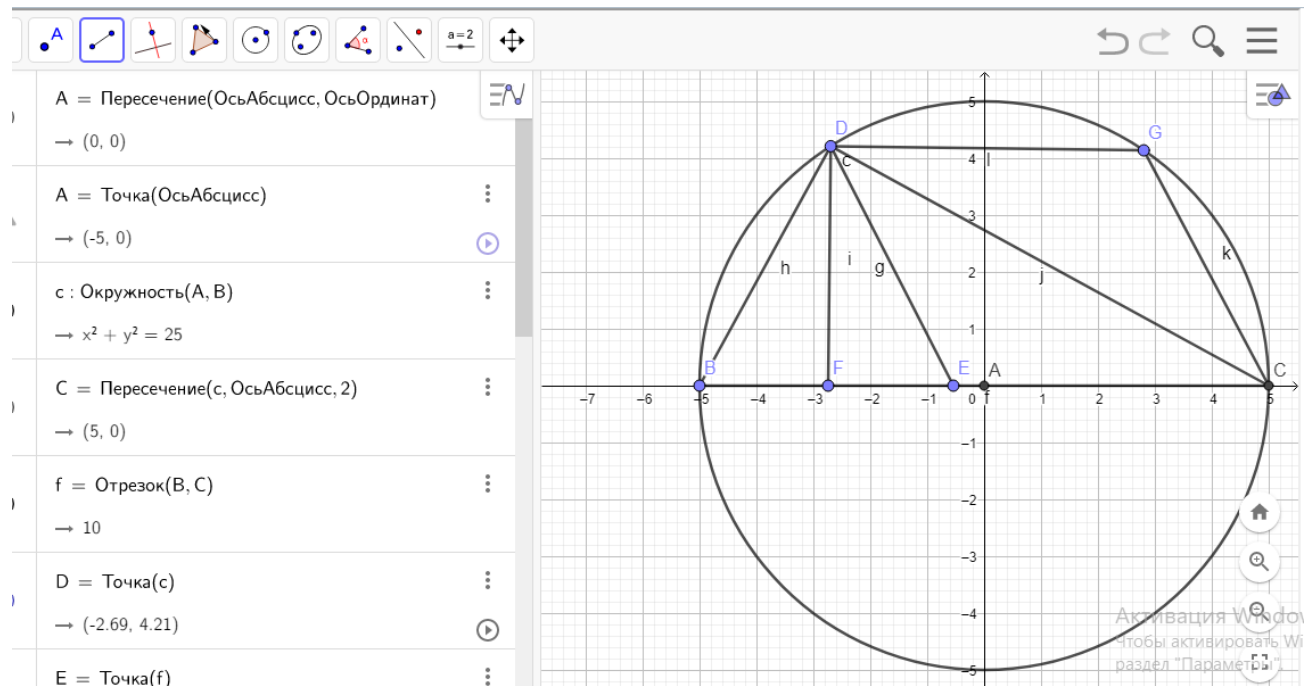 A
α
a = 2
A = Пересечение(ОсьАбсцисс, ОсьОрдинат)
→ (0, 0)
A = Точка(ОсьАбсцисс)
→ (-5, 0)
c : Окружность(A, B)
→ x² + y² = 25
C = Пересечение(c, ОсьАбсцисс, 2)
→ (5, 0)
f = Отрезок(B, C)
→ 10
D = Точка(c)
→ (-2.69, 4.21)
E = Точка(f)
5
D
G
c
4
l
3
k
h
i
g
2
j
1
B
F
E
A
C
−7
−6
−5
−4
−3
−2
−1
0
f
1
2
3
4
5
−1
−2
−3
−4
−5
Активация Window
Чтобы активировать Wi
раздел "Параметры".